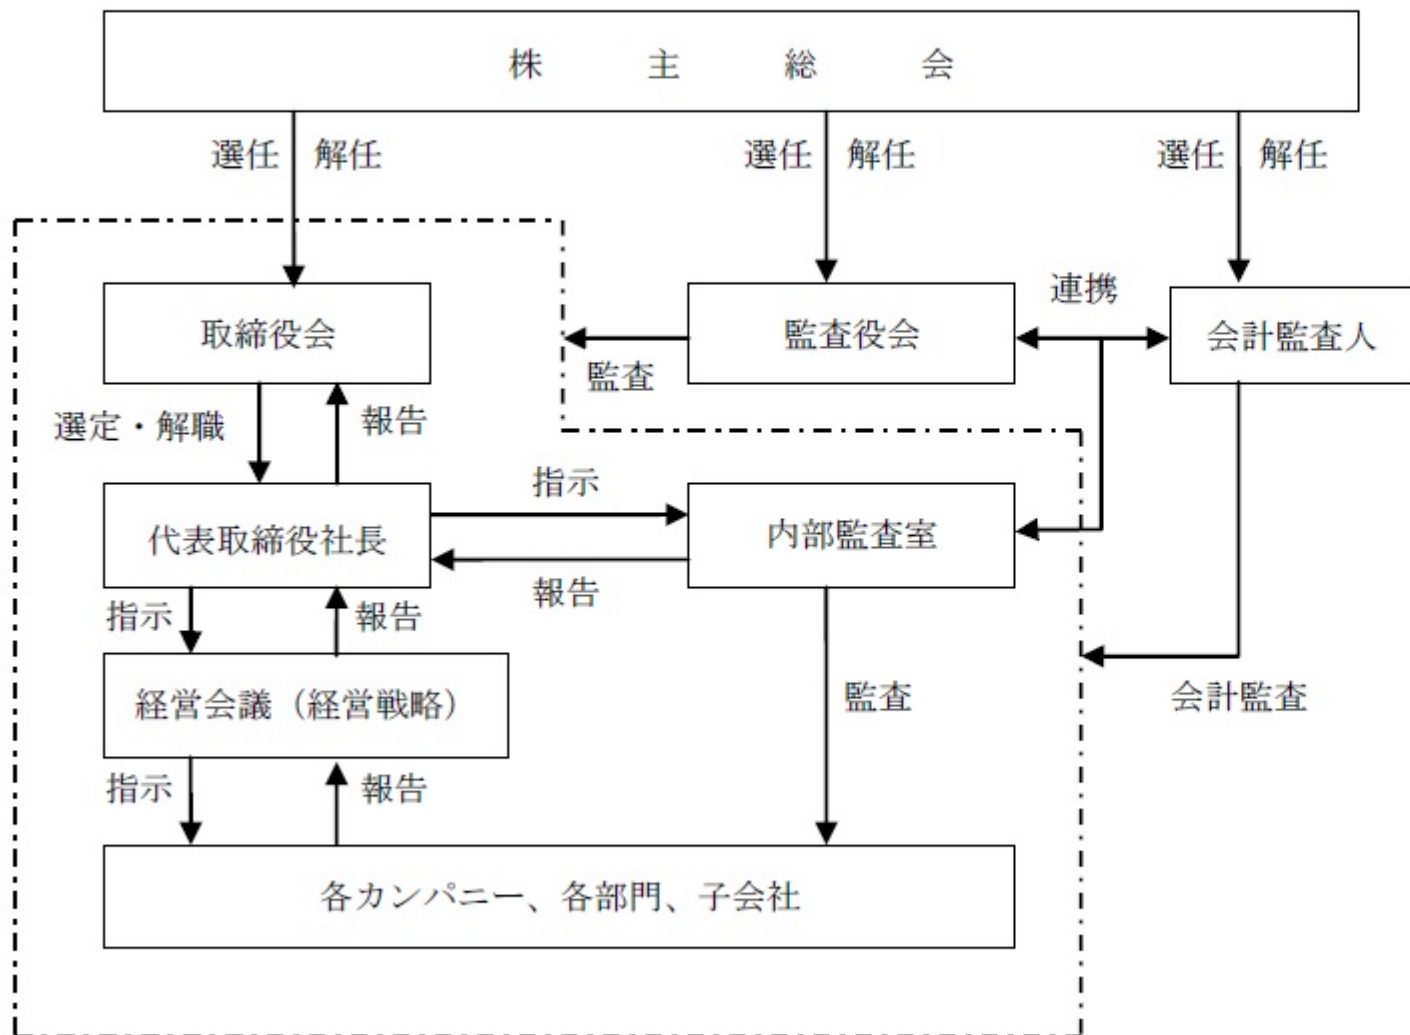 株主総会
選任 解任
選任 解任
選任 解任
取締役会
監査役会
連携
会計監査人
監査
選定・解職
報告
指示
代表取締役社長
内部監査室
報告
指示
報告
経営会議（経営戦略）
監査
会計監査
指示
報告
各カンパニー、各部門、子会社